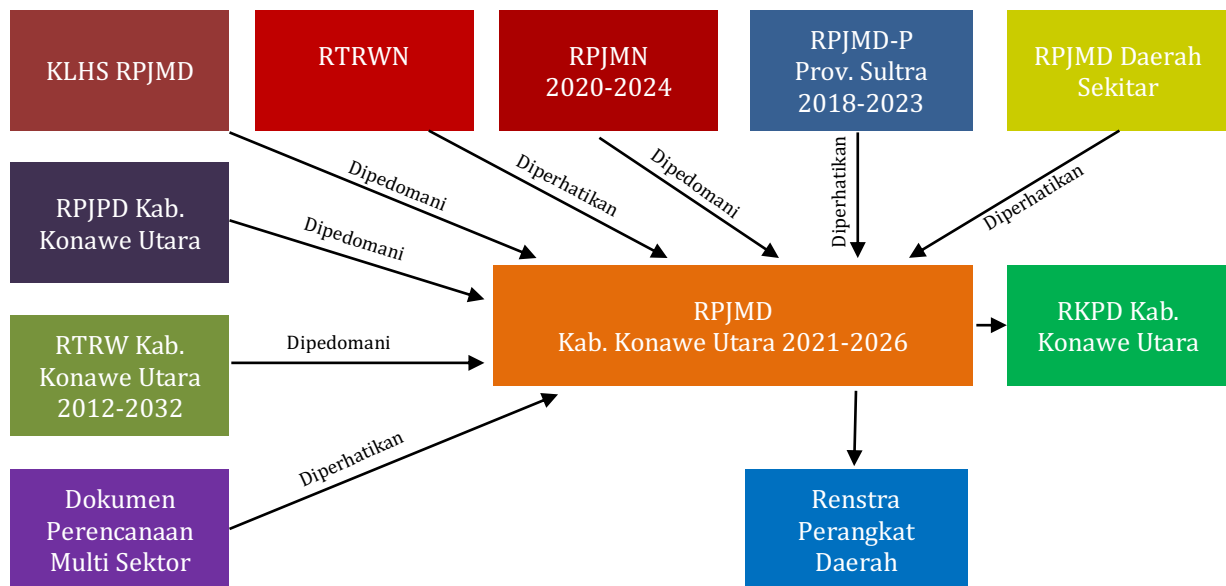 KLHS RPJMD
RTRWN
RPJMN
2020-2024
RPJMD-P
Prov. Sultra
2018-2023
RPJMD Daerah
Sekitar
Dipedomani
Diperhatikan
Dipedomani
Diperhatikan
Diperhatikan
RPJPD Kab.
Konawe Utara
Dipedomani
RPJMD
Kab. Konawe Utara 2021-2026
RKPD Kab.
Konawe Utara
RTRW Kab.
Konawe Utara
2012-2032
Dipedomani
Diperhatikan
Dokumen
Perencanaan
Multi Sektor
Renstra
Perangkat
Daerah